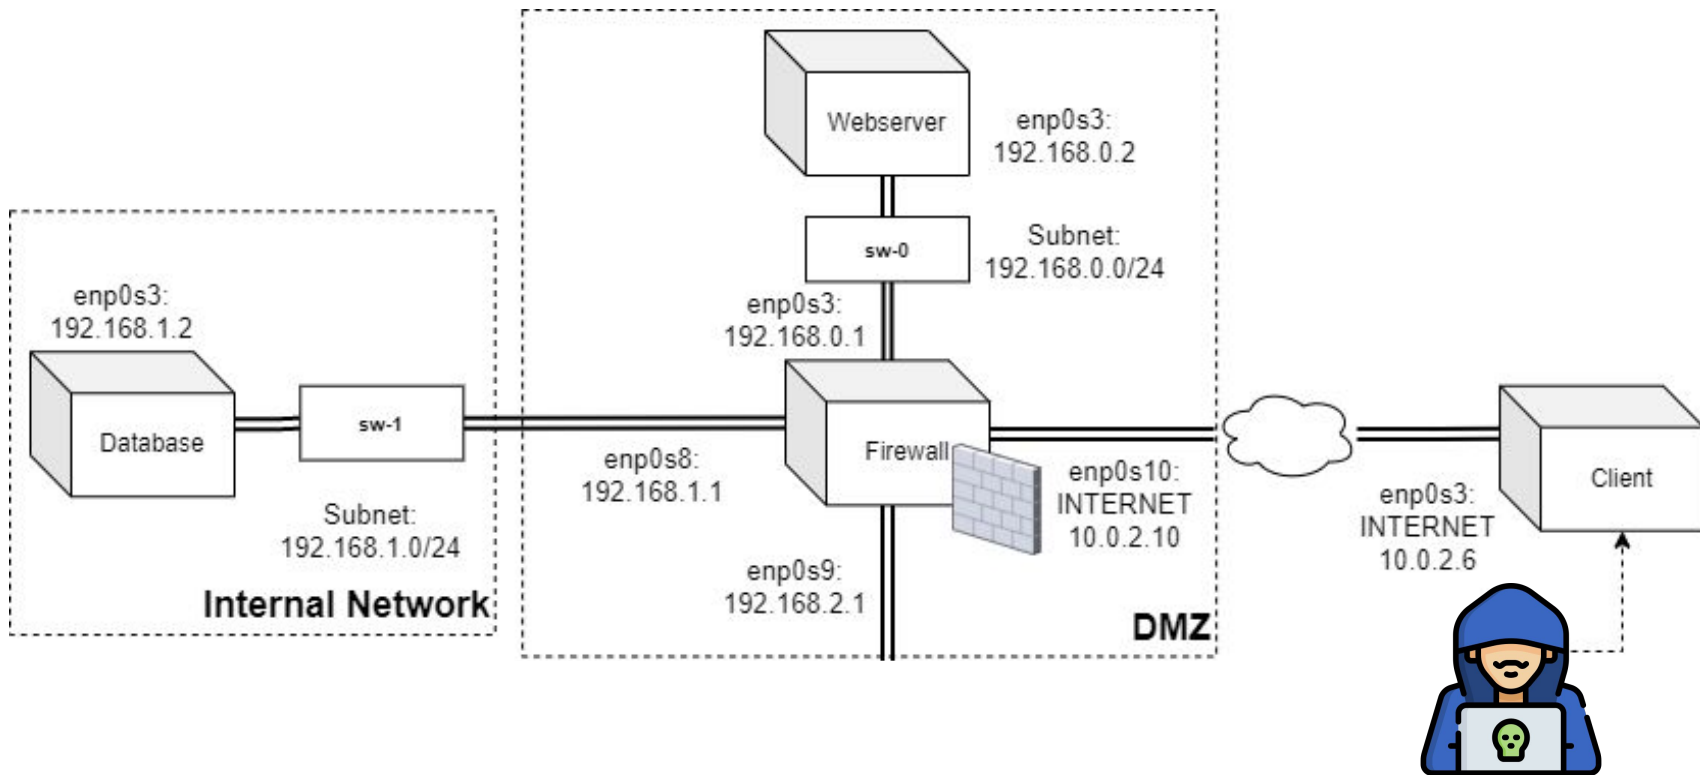 Webserver
enp0s3:
192.168.0.2
sw-0
Subnet:
192.168.0.0/24
enp0s3:
192.168.1.2
Database
sw-1
Subnet:
192.168.1.0/24
Internal Network
enp0s3:
192.168.0.1
enp0s8:
192.168.1.1
Firewall
enp0s10:
INTERNET
10.0.2.10
enp0s9:
192.168.2.1
DMZ
enp0s3:
INTERNET
10.0.2.6
Client